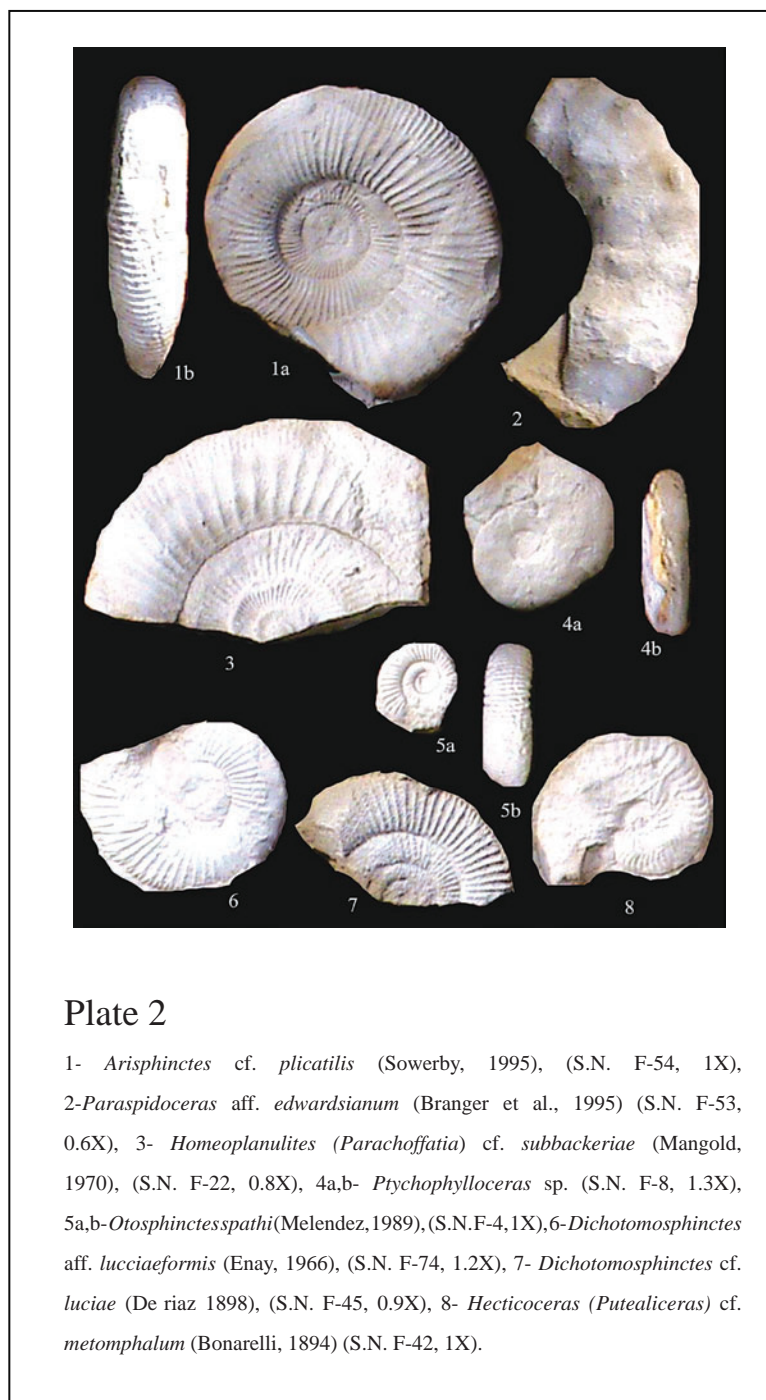 1b
1a
2
3
4a
4b
5a
5b
6
7
8
Plate 2
1- Arisphinctes cf. plicatilis (Sowerby, 1995), (S.N. F-54, 1X),
2-Paraspidoceras aff. edwardsianum (Branger et al., 1995) (S.N. F-53,
0.6X), 3- Homeoplanulites (Parachoffatia) cf. subbackeriae (Mangold,
1970), (S.N. F-22, 0.8X), 4a,b- Ptychophylloceras sp. (S.N. F-8, 1.3X),
5a,b-Otosphinctes spathi (Melendez, 1989), (S.N.F-4, 1X), 6-Dichotomosphinctes
aff. lucciaeformis (Enay, 1966), (S.N. F-74, 1.2X), 7- Dichotomosphinctes cf.
luciae (De riaz 1898), (S.N. F-45, 0.9X), 8- Hecticoceras (Putealiceras) cf.
metomphalum (Bonarelli, 1894) (S.N. F-42, 1X).